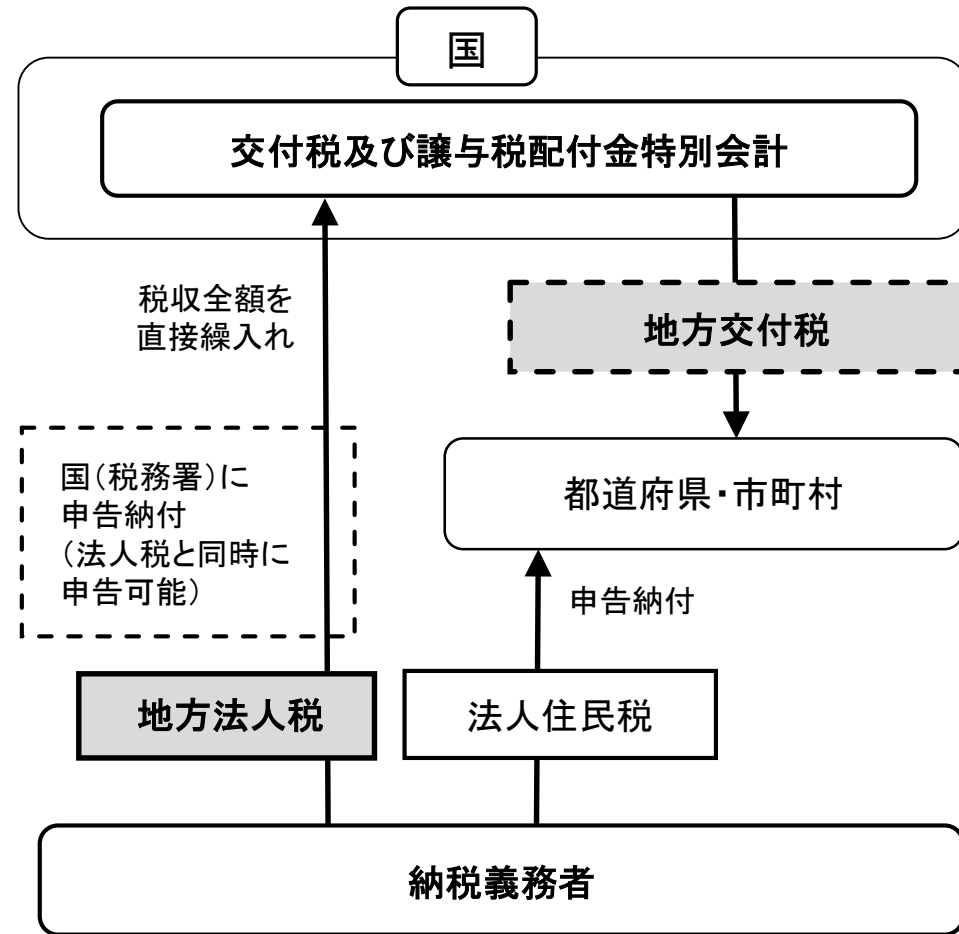 国
交付税及び譲与税配付金特別会計
税収全額を
直接繰入れ
地方交付税
国(税務署)に
申告納付
(法人税と同時に
申告可能)
都道府県・市町村
申告納付
地方法人税
法人住民税
納税義務者